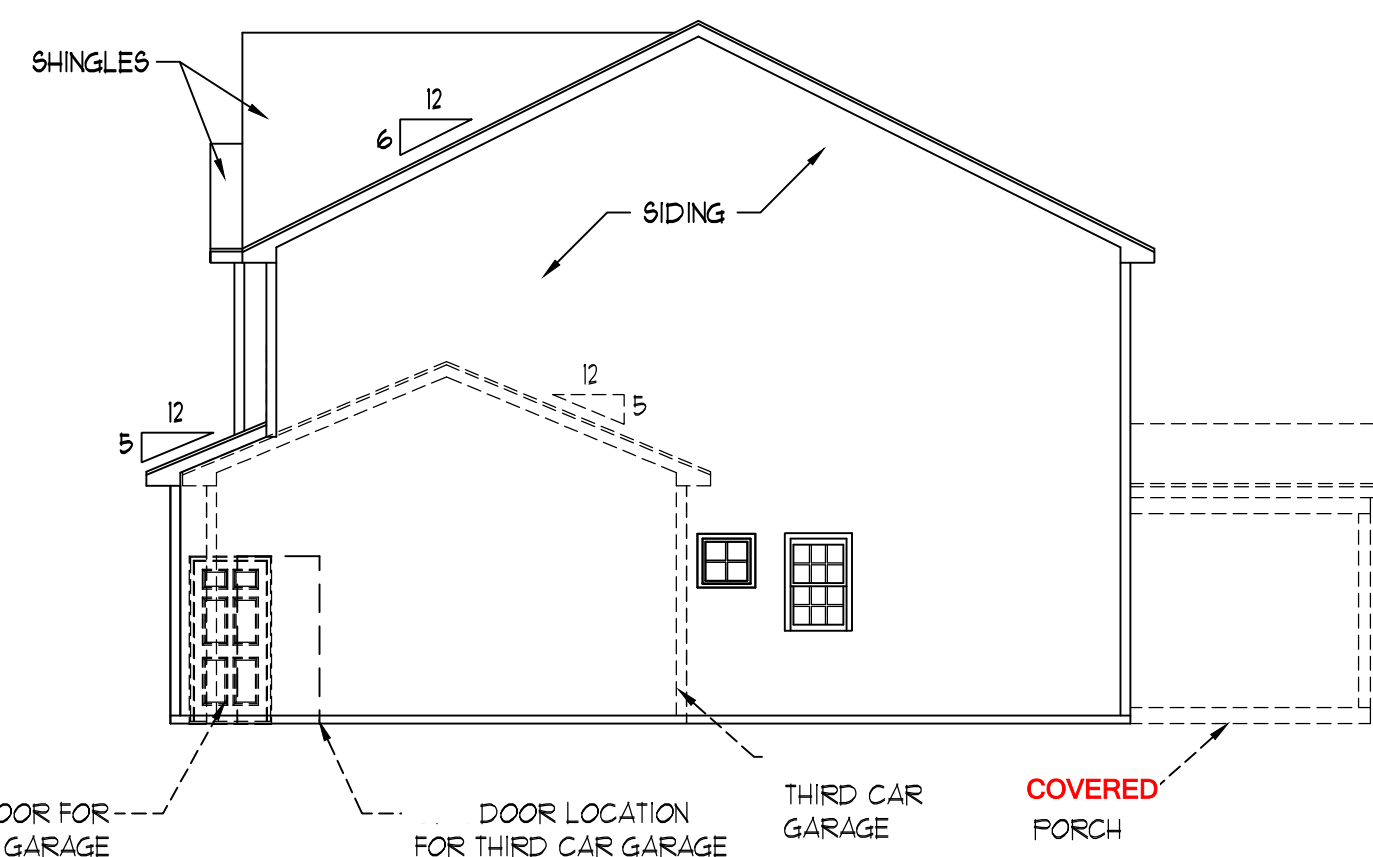 SHINGLES
12
6
SIDING
12
5
12
5
FOR
GARAGE
DOOR LOCATION
FOR THIRD CAR GARAGE
THIRD CAR
GARAGE
COVERED
PORCH